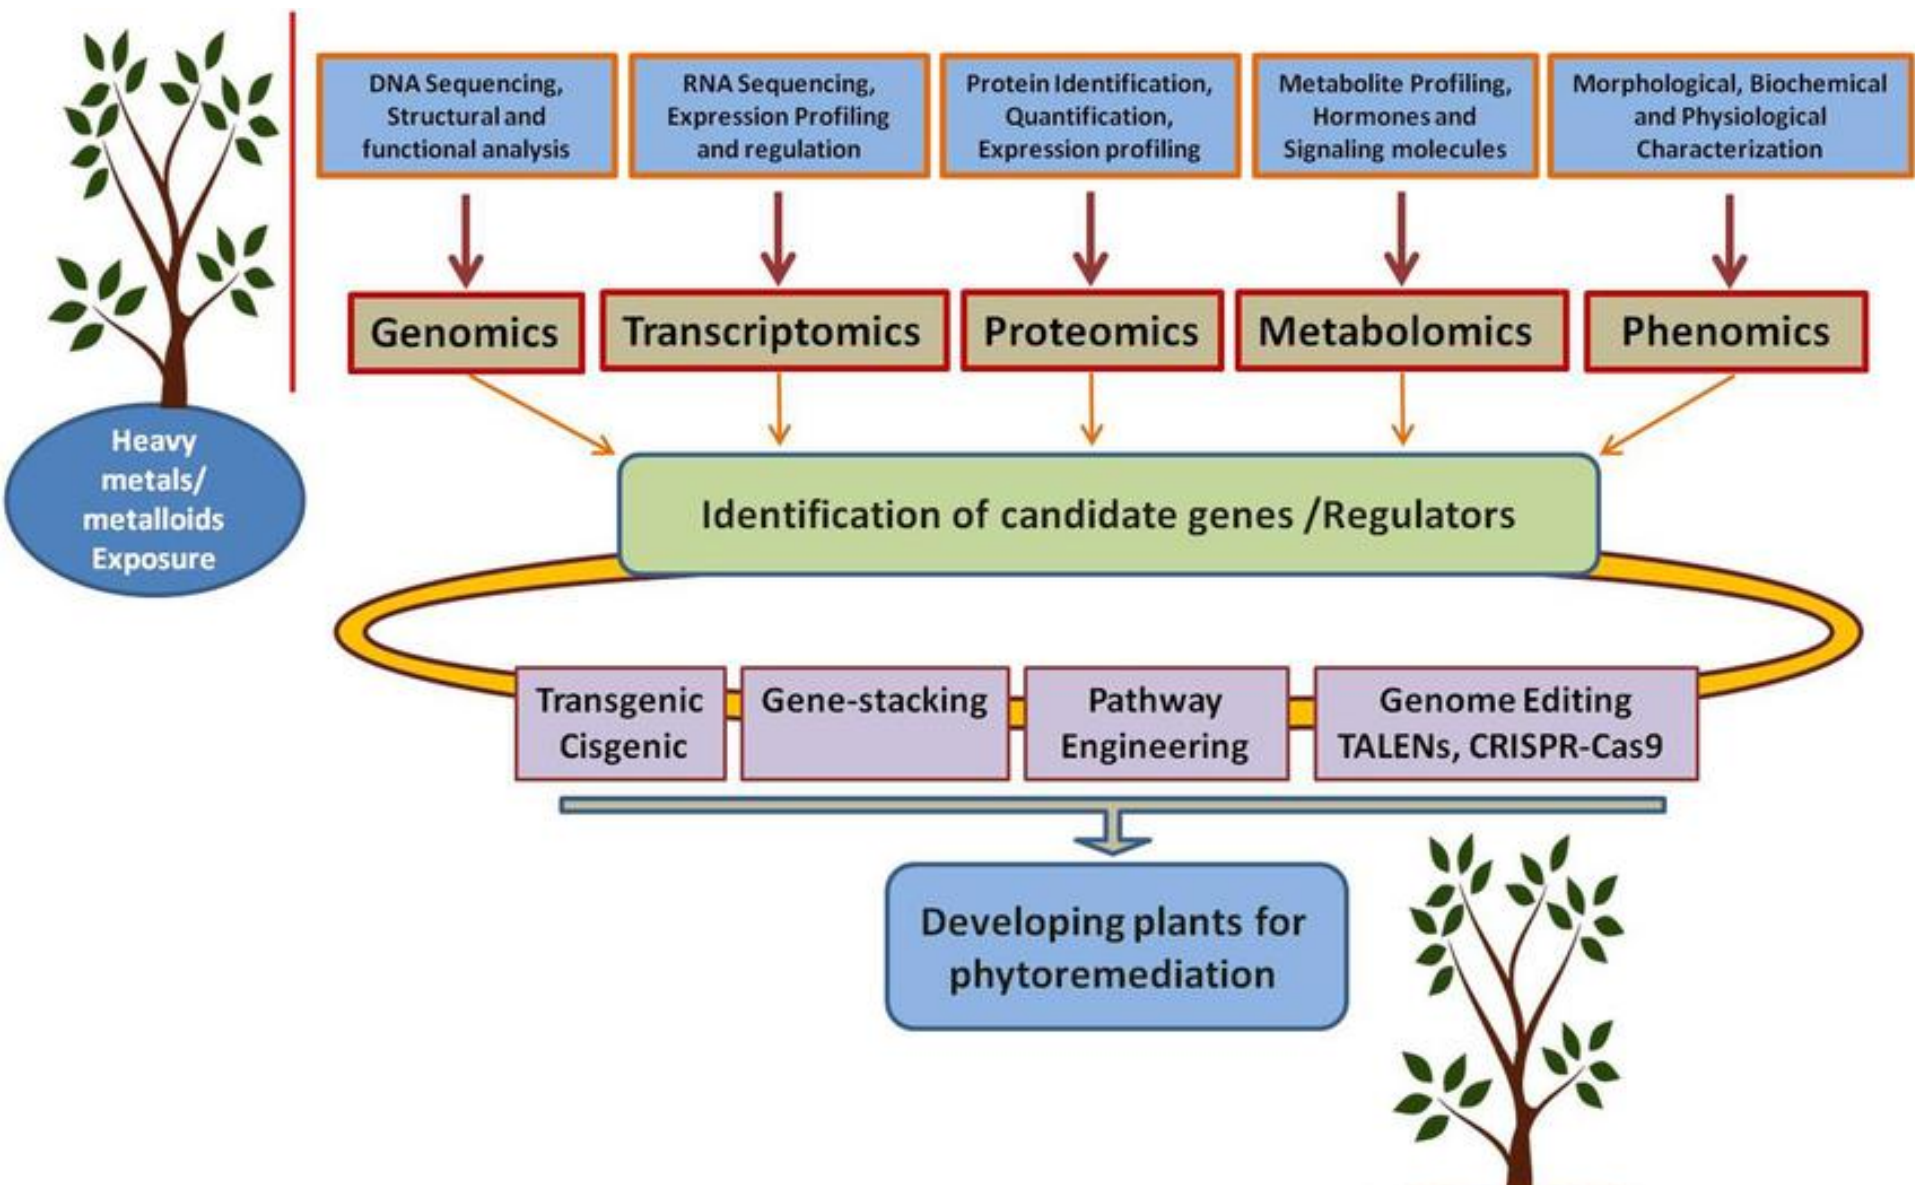 DNA Sequencing,
Structural and
functional analysis
RNA Sequencing,
Expression Profiling
and regulation
Protein Identification,
Quantification,
Expression profiling
Metabolite Profiling,
Hormones and
Signaling molecules
Morphological, Biochemical
and Physiological
Characterization
Genomics
Transcriptomics
Proteomics
Metabolomics
Phenomics
Heavy
metals/
metalloids
Exposure
Identification of candidate genes /Regulators
Transgenic
Cisgenic
Gene-stacking
Pathway
Engineering
Genome Editing
TALENs, CRISPR-Cas9
Developing plants for
phytoremediation